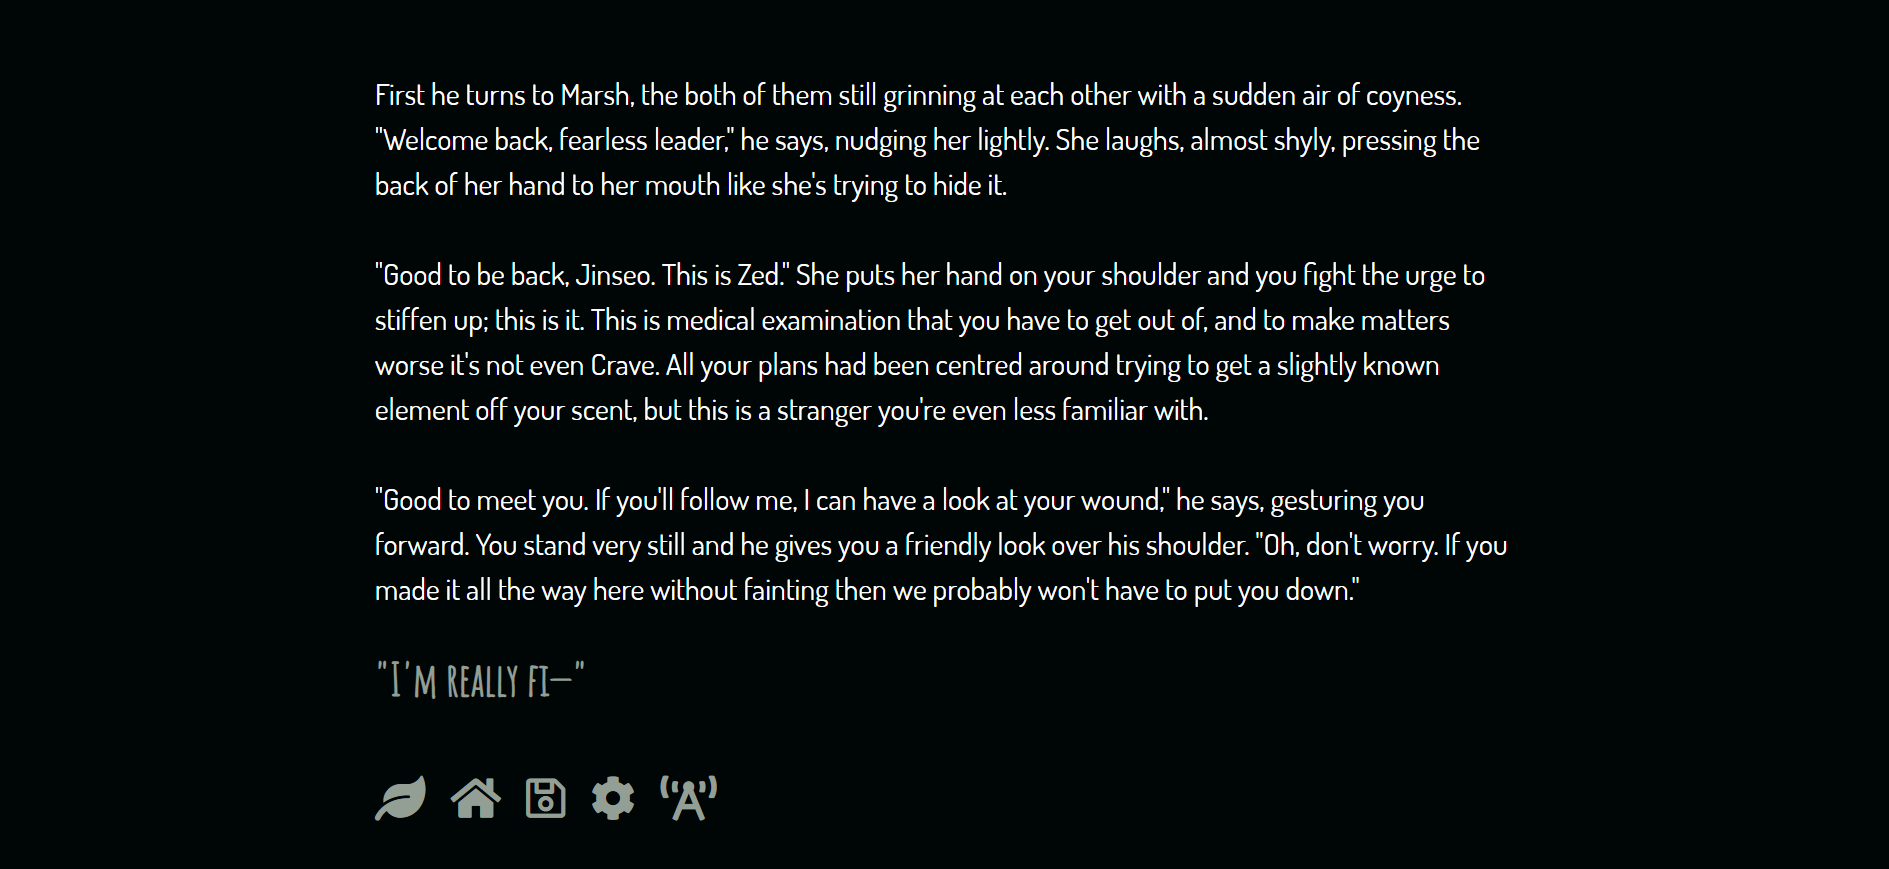 First he turns to Marsh, the both of them still grinning at each other with a sudden air of coyness.
"Welcome back, fearless leader," he says, nudging her lightly. She laughs, almost shyly, pressing the
back of her hand to her mouth like she's trying to hide it.
"Good to be back, Jinseo. This is Zed." She puts her hand on your shoulder and you fight the urge to
stiffen up; this is it. This is medical examination that you have to get out of, and to make matters
worse it's not even Crave. All your plans had been centred around trying to get a slightly known
element off your scent, but this is a stranger you're even less familiar with.
"Good to meet you. If you'll follow me, I can have a look at your wound," he says, gesturing you
forward. You stand very still and he gives you a friendly look over his shoulder. "Oh, don't worry. If you
made it all the way here without fainting then we probably won't have to put you down."
"I'm really fi—"